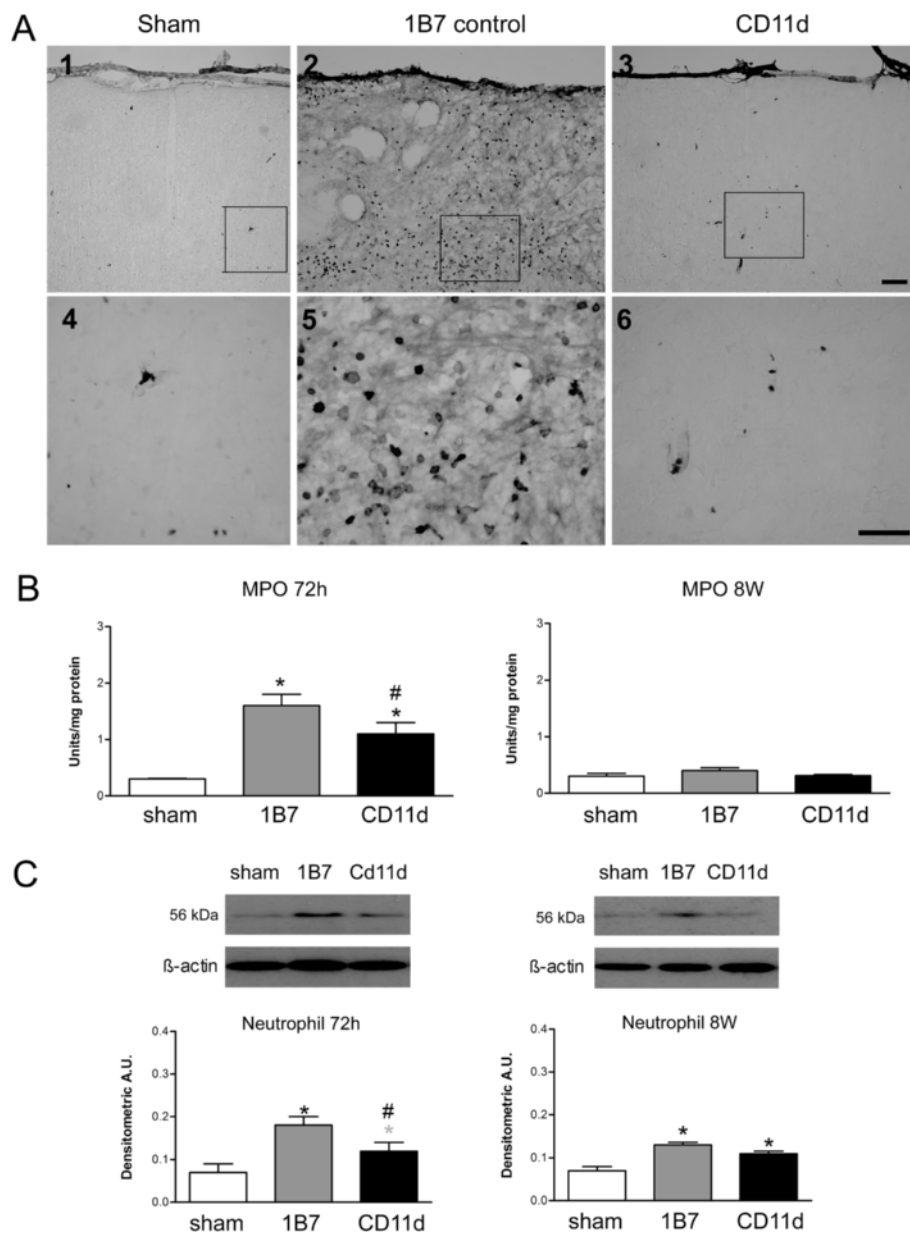 A Sham 1B7 control CD11d
1 2 3
4 5 6
B
MPO 72h MPO 8W
Units/mg protein
3
2
1
0
*
#
*
sham 1B7 CD11d
Units/mg protein
3
2
1
0
sham 1B7 CD11d
C
sham 1B7 Cd11d
56 kDa
ß-actin
sham 1B7 CD11d
56 kDa
ß-actin
Neutrophil 72h
Densitometric A.U.
0.4
0.3
0.2
0.1
0.0
*
#
*
sham 1B7 CD11d
Neutrophil 8W
Densitometric A.U.
0.4
0.3
0.2
0.1
0.0
* *
sham 1B7 CD11d